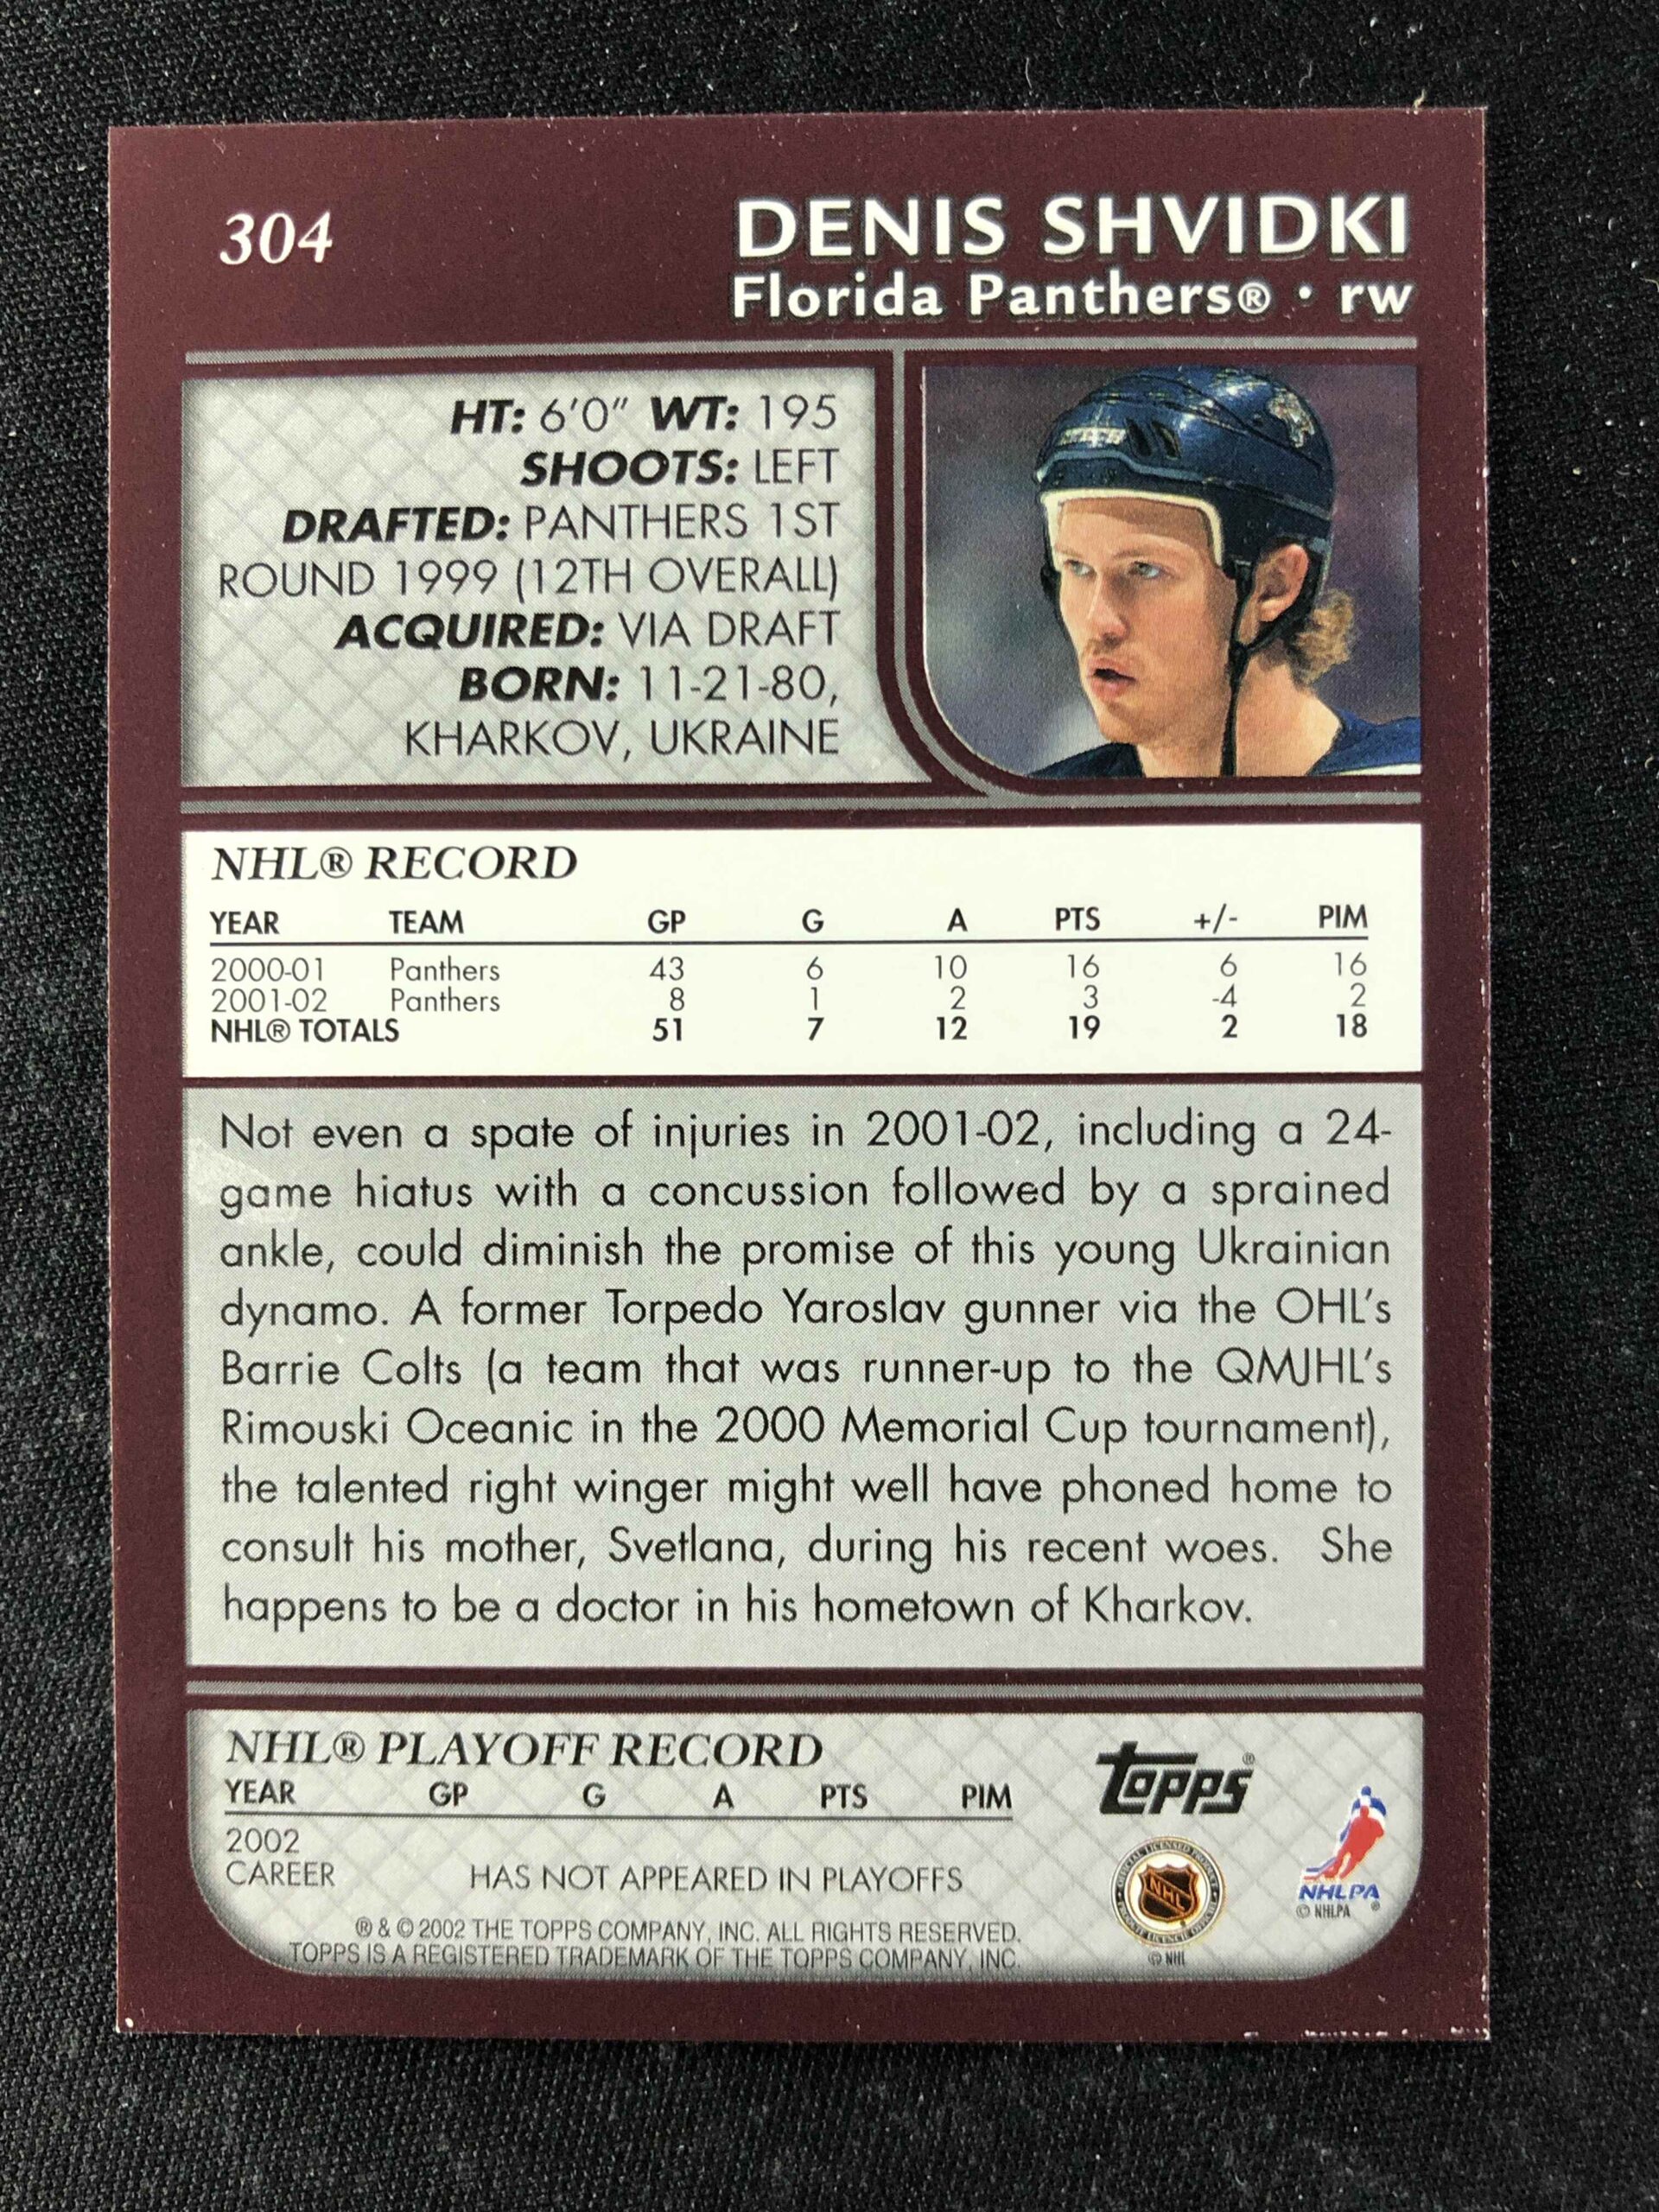 304
DENIS SHVIDKI
Florida Panthers® • rw
HT: 6'0" WT: 195
SHOOTS: LEFT
DRAFTED: PANTHERS 1ST
ROUND 1999 (12TH OVERALL)
ACQUIRED: VIA DRAFT
BORN: 11-21-80,
KHARKOV, UKRAINE
NHL® RECORD
YEAR TEAM GP G A PTS +/- PIM
2000-01 Panthers 43 6 10 16 6 16
2001-02 Panthers 8 1 2 3 -4 2
NHL® TOTALS 51 7 12 19 2 18
Not even a spate of injuries in 2001-02, including a 24-
game hiatus with a concussion followed by a sprained
ankle, could diminish the promise of this young Ukrainian
dynamo. A former Torpedo Yaroslav gunner via the OHL's
Barrie Colts (a team that was runner-up to the QMJHL's
Rimouski Oceanic in the 2000 Memorial Cup tournament),
the talented right winger might well have phoned home to
consult his mother, Svetlana, during his recent woes. She
happens to be a doctor in his hometown of Kharkov.
NHL® PLAYOFF RECORD
YEAR GP G A PTS PIM
2002
CAREER HAS NOT APPEARED IN PLAYOFFS
® & © 2002 THE TOPPS COMPANY, INC. ALL RIGHTS RESERVED.
TOPPS IS A REGISTERED TRADEMARK OF THE TOPPS COMPANY, INC.
Topps®
NHL
© NHL
NHLPA
© NHLPA ®